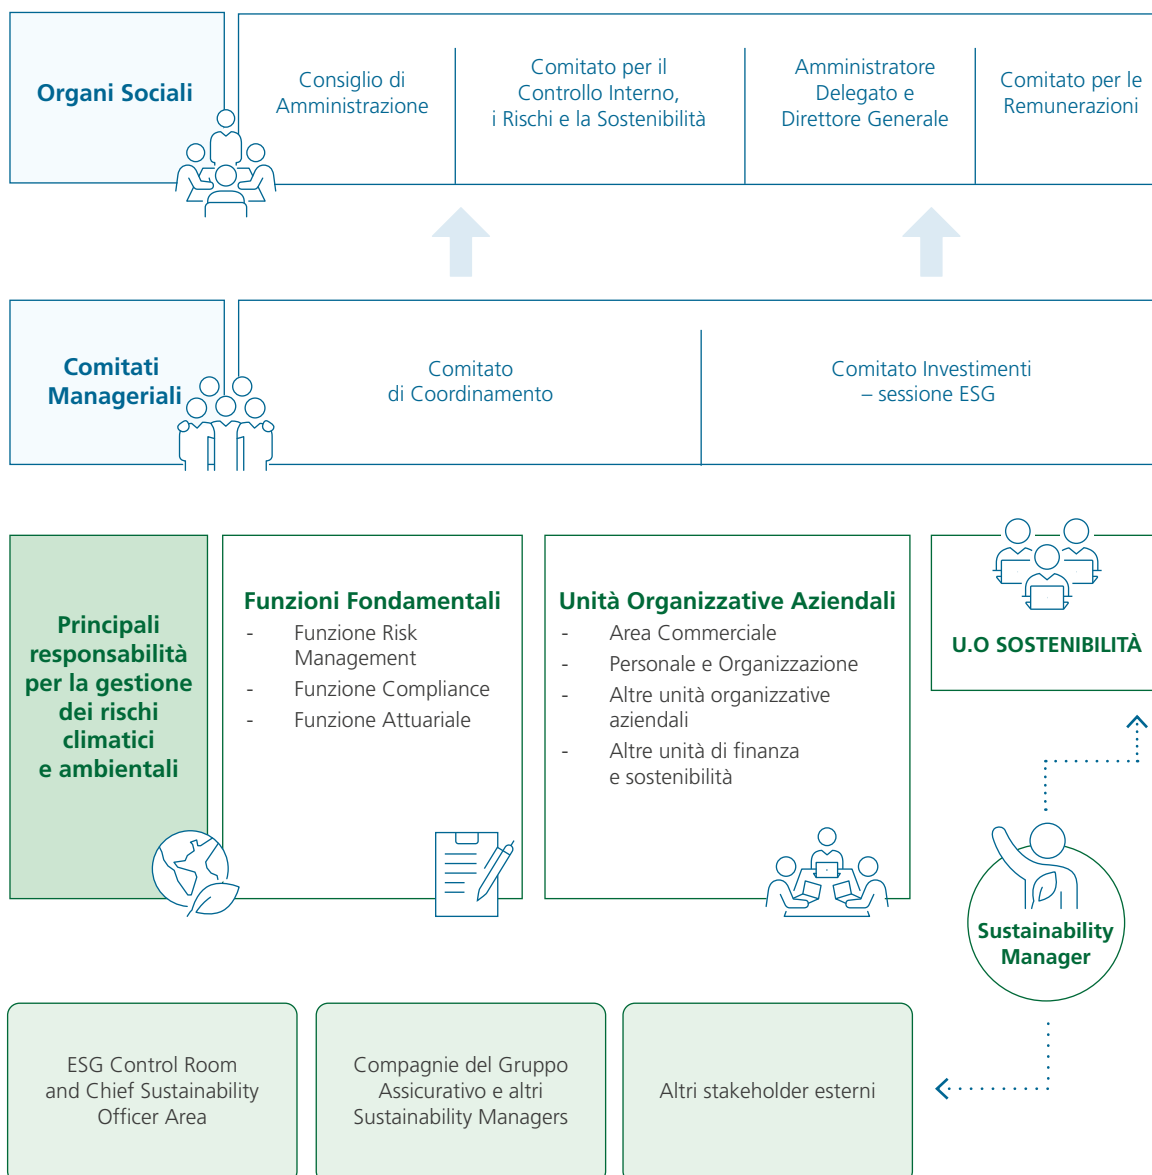 Organi Sociali
Consiglio di
Amministrazione
Comitato per il
Controllo Interno,
i Rischi e la Sostenibilità
Amministratore
Delegato e
Direttore Generale
Comitato per le
Remunerazioni
Comitati
Manageriali
Comitato
di Coordinamento
Comitato Investimenti
– sessione ESG
Principali
responsabilità
per la gestione
dei rischi
climatici
e ambientali
Funzioni Fondamentali
- Funzione Risk
Management
- Funzione Compliance
- Funzione Attuariale
Unità Organizzative Aziendali
- Area Commerciale
- Personale e Organizzazione
- Altre unità organizzative
aziendali
- Altre unità di finanza
e sostenibilità
U.O SOSTENIBILITÀ
Sustainability
Manager
ESG Control Room
and Chief Sustainability
Officer Area
Compagnie del Gruppo
Assicurativo e altri
Sustainability Managers
Altri stakeholder esterni